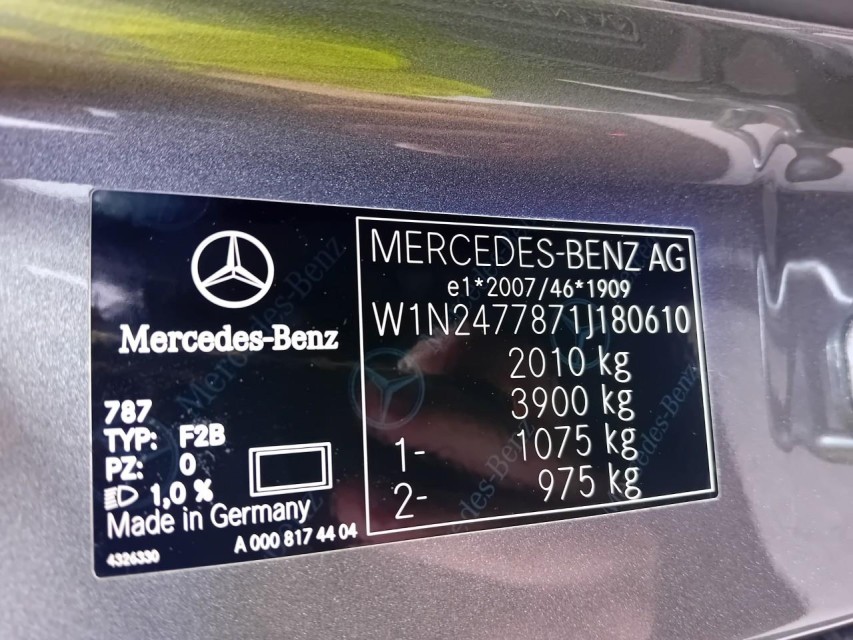 Mercedes-Benz
787
TYP: F2B
PZ: 0
1,0 %
Made in Germany
4326330
A 000 817 44 04
MERCEDES-BENZ AG
e1*2007/46*1909
W1N2477871J180610
2010 kg
3900 kg
1- 1075 kg
2- 975 kg